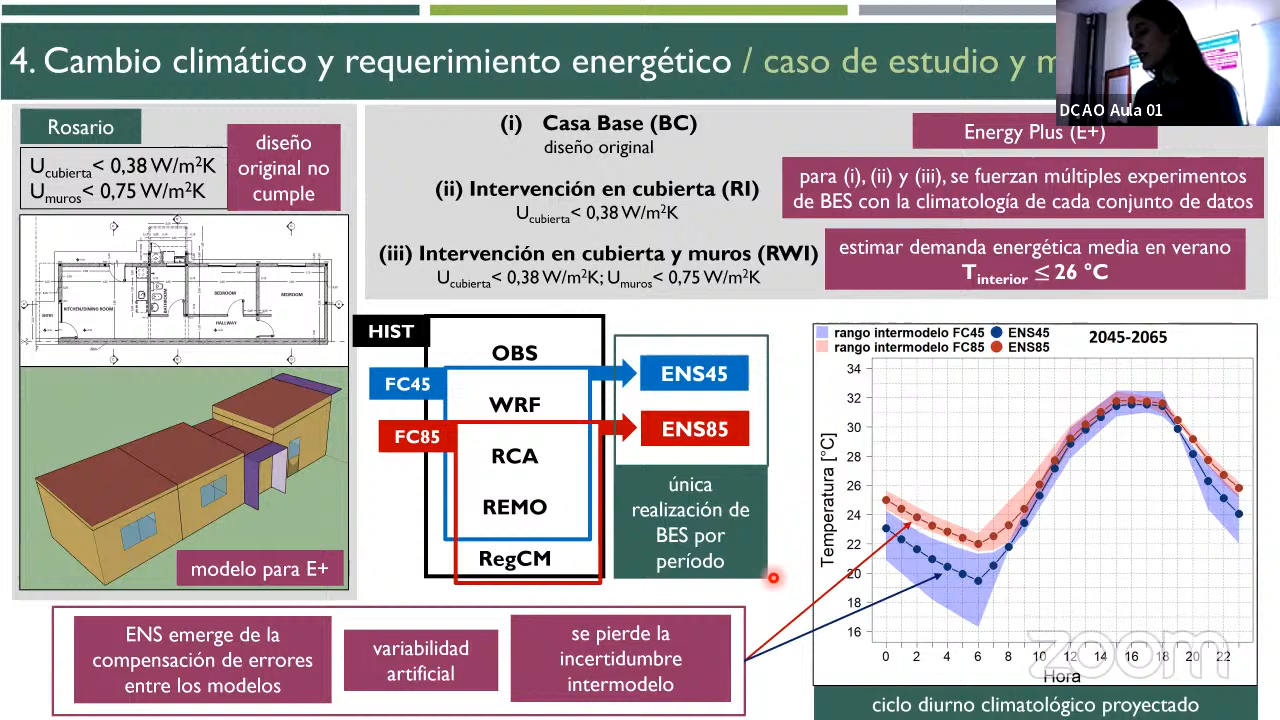 4. Cambio climático y requerimiento energético / caso de estudio y m
DCAO Aula 01
Rosario
U cubierta < 0,38 W/m²K
U muros < 0,75 W/m²K
diseño
original no
cumple
KITCHEN/DINING ROOM
BATHROOM
BEDROOM
BEDROOM
HALLWAY
modelo para E+
(i) Casa Base (BC)
diseño original
(ii) Intervención en cubierta (RI)
U cubierta < 0,38 W/m²K
(iii) Intervención en cubierta y muros (RWI)
U cubierta < 0,38 W/m²K; U muros < 0,75 W/m²K
Energy Plus (E+)
para (i), (ii) y (iii), se fuerzan múltiples experimentos
de BES con la climatología de cada conjunto de datos
estimar demanda energética media en verano
T interior ≤ 26 °C
HIST
OBS
FC45
WRF
FC85
RCA
REMO
RegCM
ENS45
ENS85
única
realización de
BES por
período
rango intermodelo FC45 ENS45
rango intermodelo FC85 ENS85
2045-2065
Temperatura [°C]
34
32
30
28
26
24
22
20
18
16
0 2 4 6 8 10 12 14 16 18 20 22
Hora
zoom
ciclo diurno climatológico proyectado
ENS emerge de la
compensación de errores
entre los modelos
variabilidad
artificial
se pierde la
incertidumbre
intermodelo